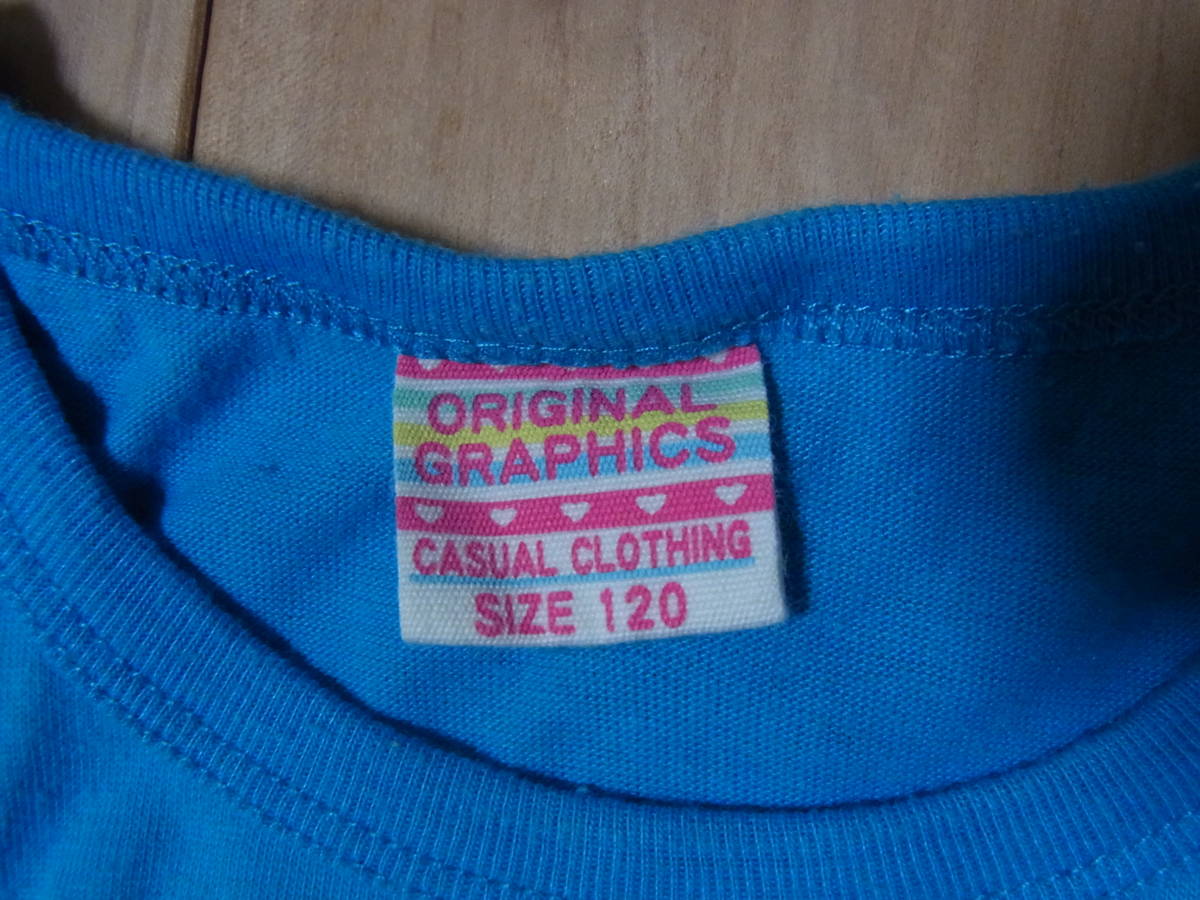 ORIGINAL
GRAPHICS
CASUAL CLOTHING
SIZE 120